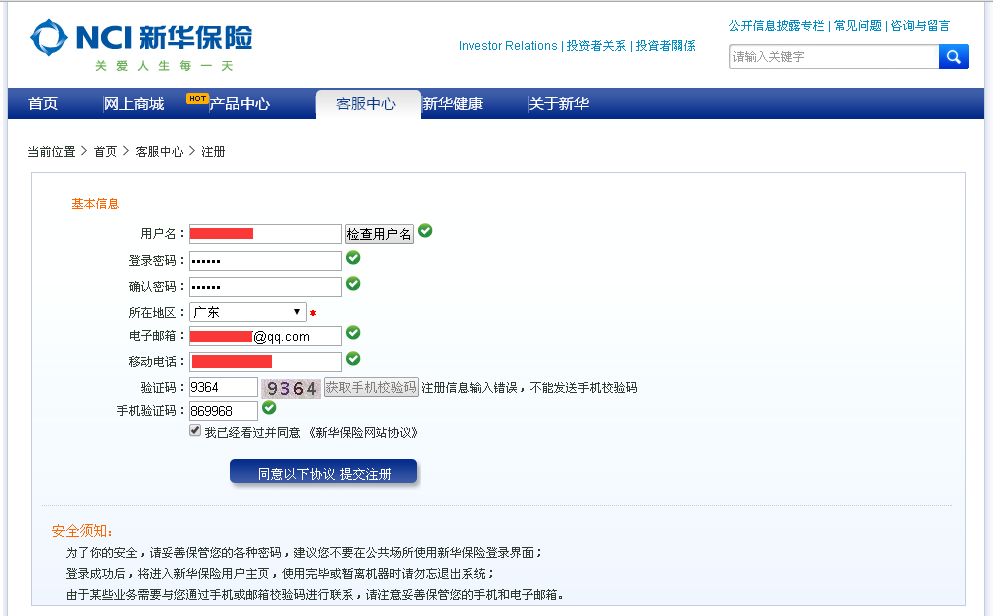 NCI 新华保险
关爱人生每一天
公开信息披露专栏 | 常见问题 | 咨询与留言
Investor Relations | 投资者关系 | 投資者關係
请输入关键字
首页 网上商城 HOT 产品中心 客服中心 新华健康 关于新华
当前位置 > 首页 > 客服中心 > 注册
基本信息
用户名： 检查用户名
登录密码： ••••••
确认密码： ••••••
所在地区： 广东 ▼ *
电子邮箱： @qq.com
移动电话：
验证码： 9364 9364 获取手机校验码 注册信息输入错误，不能发送手机校验码
手机验证码： 869968
我已经看过并同意 《新华保险网站协议》
同意以下协议 提交注册
安全须知：
为了你的安全，请妥善保管您的各种密码，建议您不要在公共场所使用新华保险登录界面；
登录成功后，将进入新华保险用户主页，使用完毕或暂离机器时请勿忘退出系统；
由于某些业务需要与您通过手机或邮箱校验码进行联系，请注意妥善保管您的手机和电子邮箱。